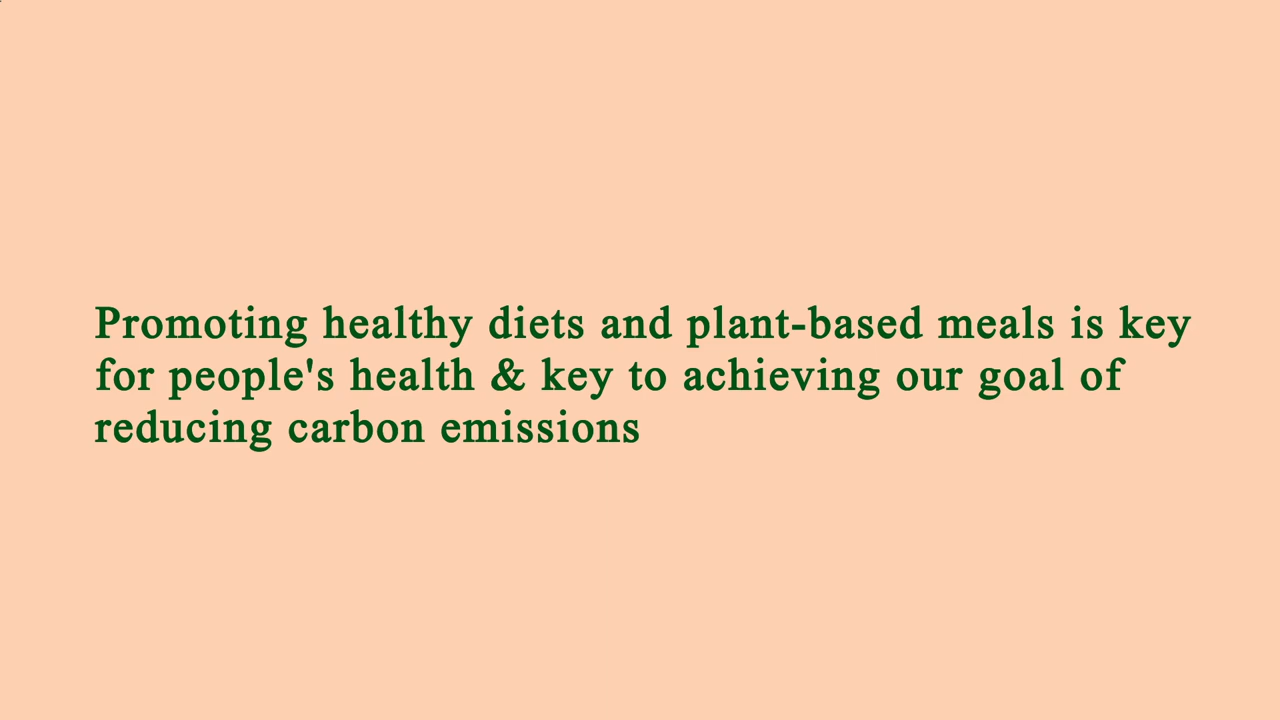 Promoting healthy diets and plant-based meals is key
for people's health & key to achieving our goal of
reducing carbon emissions